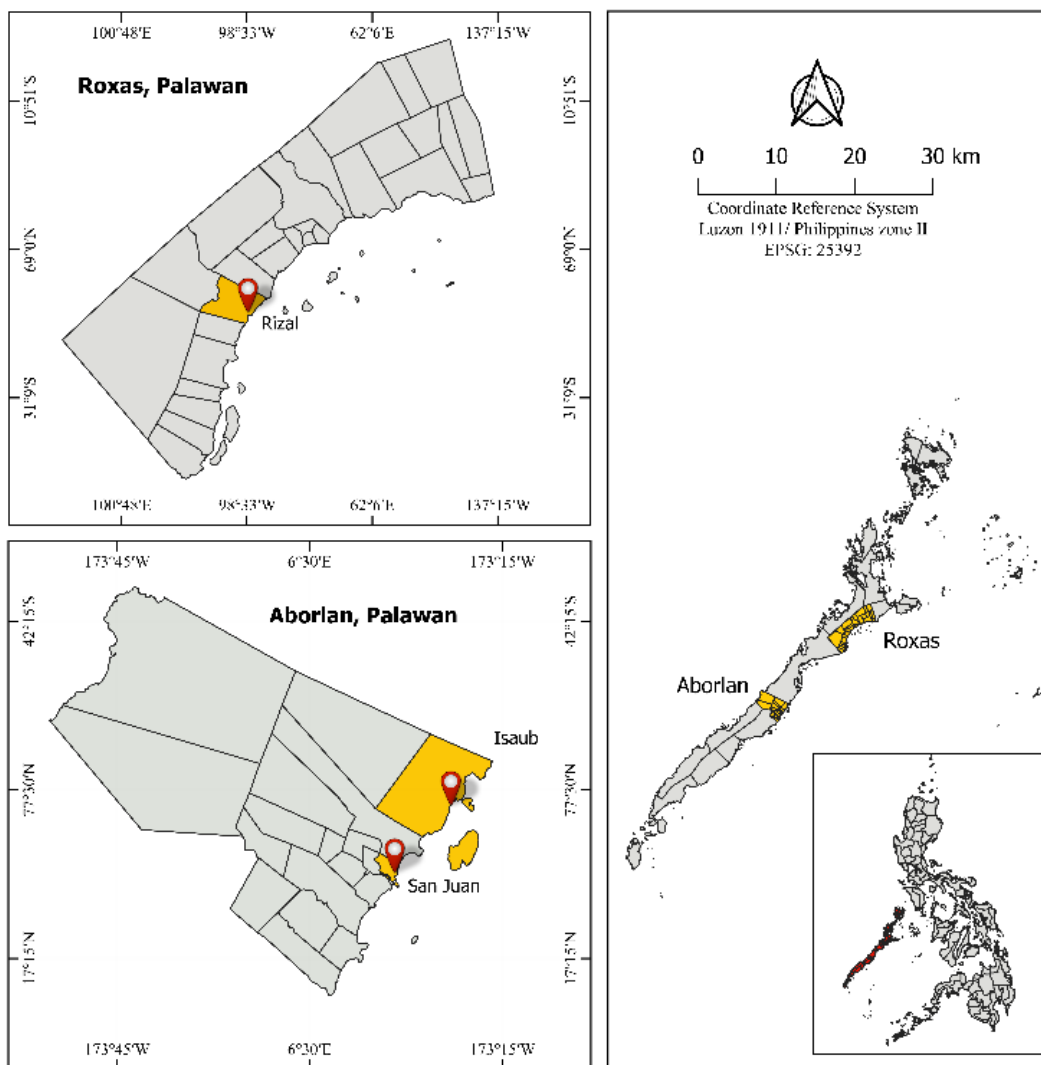 100°48'E 98°33'W 62°6'E 137°15'W
Roxas, Palawan
10°51'S 10°51'S
69°0'N 69°0'N
Rizal
31°9'S 31°9'S
100°48'E 98°33'W 62°6'E 137°15'W
173°45'W 6°30'E 173°15'W
Aborlan, Palawan
42°15'S 42°15'S
Isaub
77°30'N 77°30'N
San Juan
17°15'N 17°15'N
173°45'W 6°30'E 173°15'W
0 10 20 30 km
Coordinate Reference System
Luzon 1911/ Philippines zone II
EPSG: 25392
Roxas
Aborlan